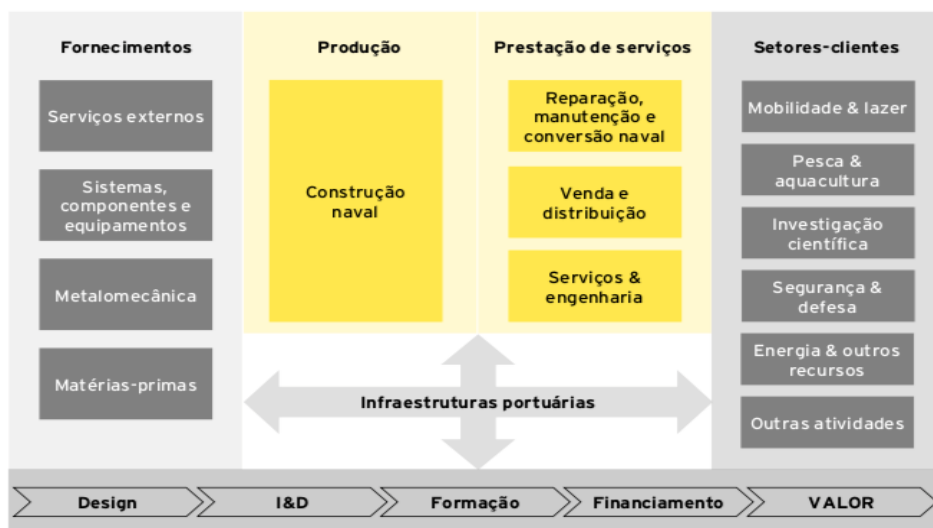 Fornecimentos
Serviços externos
Sistemas,
componentes e
equipamentos
Metalomecânica
Matérias-primas
Produção
Construção
naval
Prestação de serviços
Reparação,
manutenção e
conversão naval
Venda e
distribuição
Serviços &
engenharia
Setores-clientes
Mobilidade & lazer
Pesca &
aquacultura
Investigação
científica
Segurança &
defesa
Energia & outros
recursos
Outras atividades
Infraestruturas portuárias
Design
I&D
Formação
Financiamento
VALOR